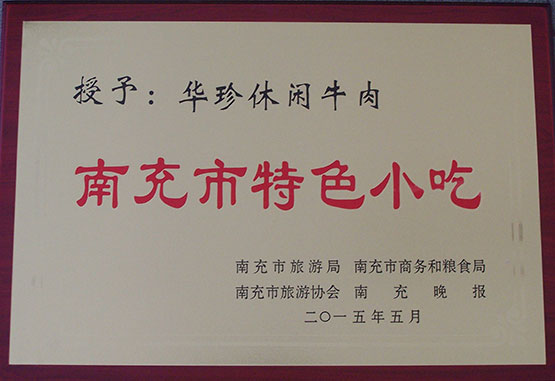 授予：华珍休闲牛肉
南充市特色小吃
南充市旅游局 南充市商务和粮食局
南充市旅游协会 南充晚报
二〇一五年五月